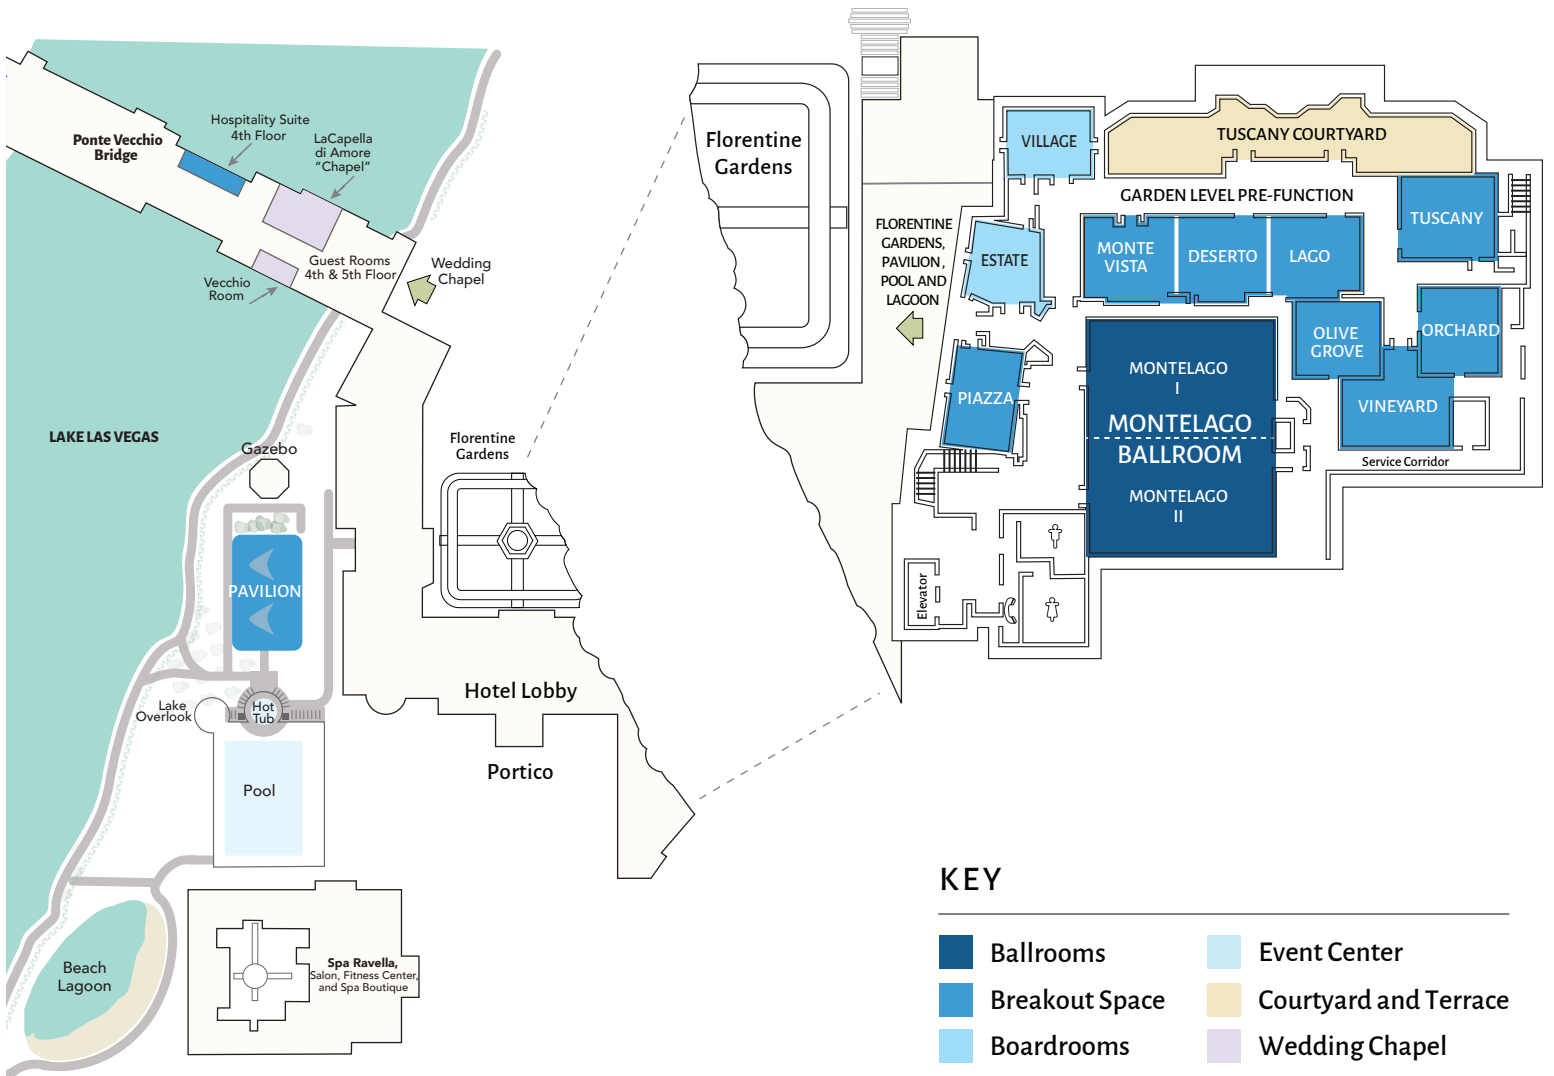 Hospitality Suite
4th Floor
LaCapella
di Amore
“Chapel”
Ponte Vecchio
Bridge
Guest Rooms
4th & 5th Floor
Vecchio
Room
Wedding
Chapel
LAKE LAS VEGAS
Gazebo
Florentine
Gardens
PAVILION
Lake
Overlook
Hot
Tub
Pool
Hotel Lobby
Portico
Beach
Lagoon
Spa Ravella,
Salon, Fitness Center,
and Spa Boutique
Florentine
Gardens
FLORENTINE
GARDENS,
PAVILION,
POOL AND
LAGOON
VILLAGE
TUSCANY COURTYARD
GARDEN LEVEL PRE-FUNCTION
TUSCANY
ESTATE
MONTE
VISTA
DESERTO
LAGO
OLIVE
GROVE
ORCHARD
PIAZZA
VINEYARD
MONTELAGO
I
MONTELAGO
BALLROOM
MONTELAGO
II
Service Corridor
Elevator
KEY
Ballrooms
Breakout Space
Boardrooms
Event Center
Courtyard and Terrace
Wedding Chapel